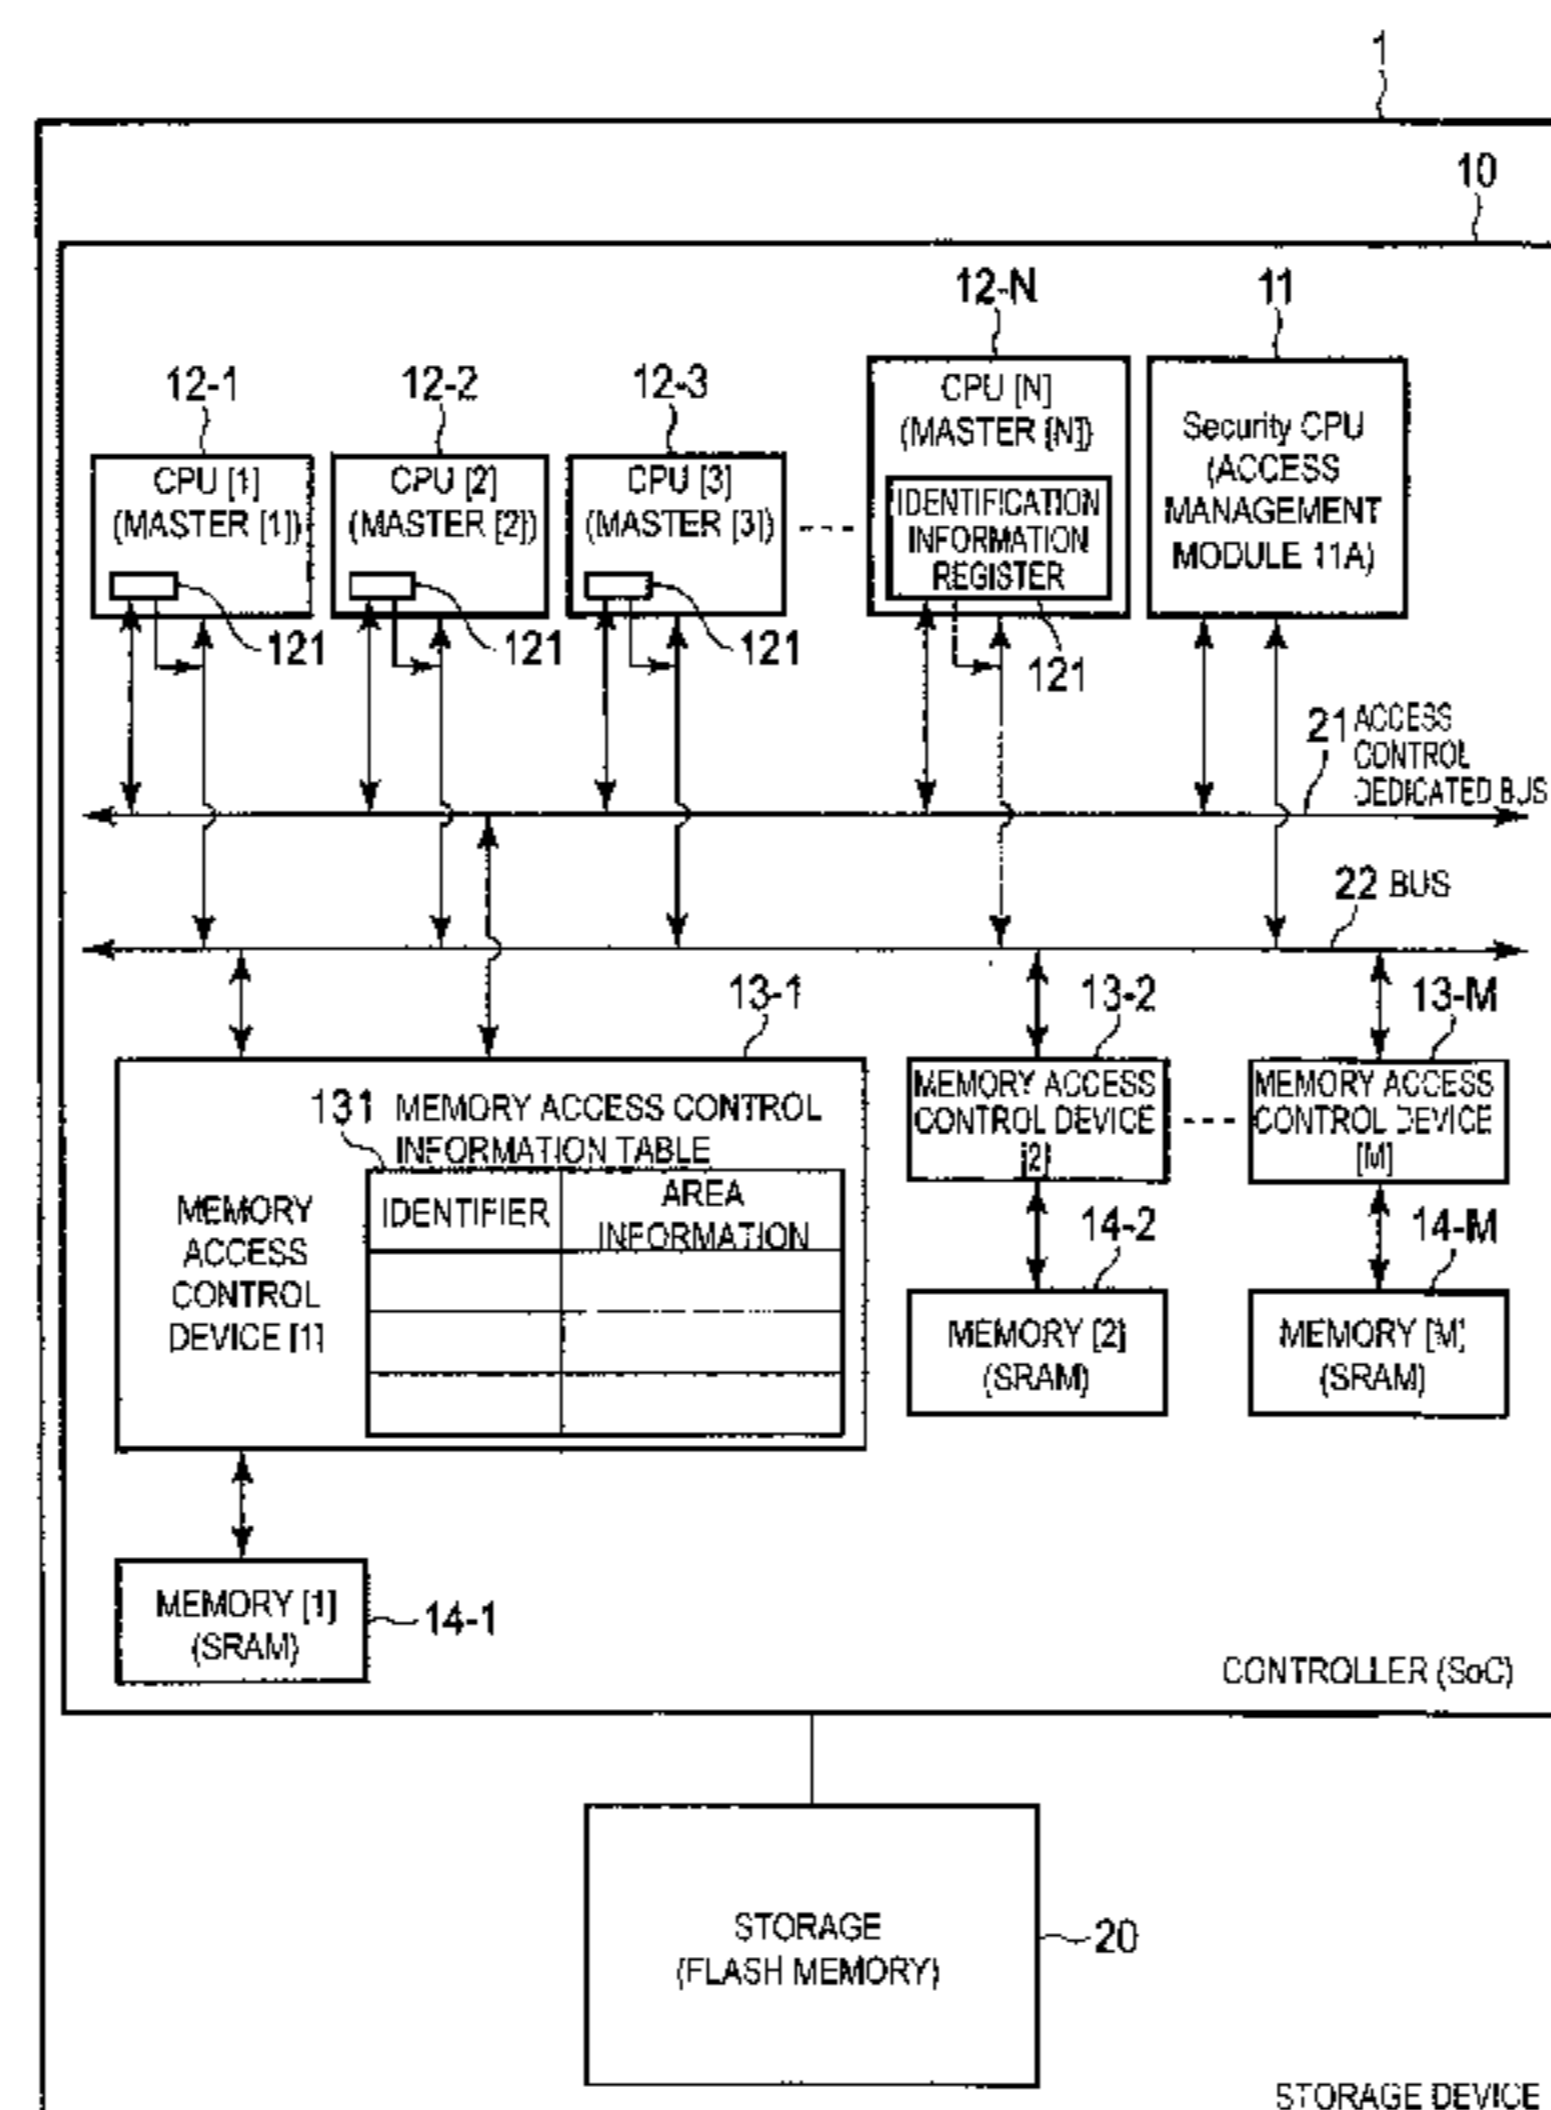 1
10
12-N
11
12-1
12-2
12-3
CPU [1]
(MASTER [1])
CPU [2]
(MASTER [2])
CPU [3]
(MASTER [3])
CPU [N]
(MASTER [N])
IDENTIFICATION
INFORMATION
REGISTER
Security CPU
(ACCESS
MANAGEMENT
MODULE 11A)
121
121
121
121
21 ACCESS
CONTROL
DEDICATED BUS
22 BUS
13-1
13-2
13-M
131 MEMORY ACCESS CONTROL
INFORMATION TABLE
IDENTIFIER
AREA
INFORMATION
MEMORY
ACCESS
CONTROL
DEVICE [1]
MEMORY ACCESS
CONTROL DEVICE
[2]
MEMORY ACCESS
CONTROL DEVICE
[M]
14-2
14-M
MEMORY [2]
(SRAM)
MEMORY [M]
(SRAM)
MEMORY [1]
(SRAM)
14-1
CONTROLLER (SoC)
STORAGE
(FLASH MEMORY)
20
STORAGE DEVICE